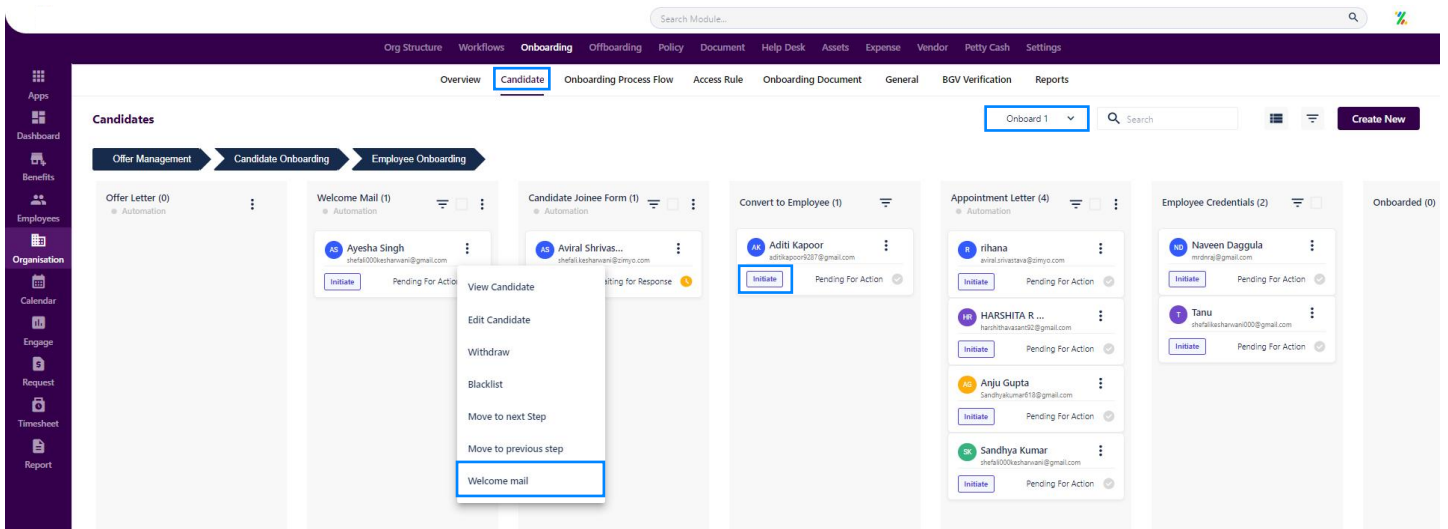 Search Module...
Org Structure Workflows Onboarding Offboarding Policy Document Help Desk Assets Expense Vendor Petty Cash Settings
Overview Candidate Onboarding Process Flow Access Rule Onboarding Document General BGV Verification Reports
Apps
Dashboard
Benefits
Employees
Organisation
Calendar
Engage
Request
Timesheet
Report
Candidates
Onboard 1
Search
Create New
Offer Management Candidate Onboarding Employee Onboarding
Offer Letter (0)
Automation
Welcome Mail (1)
Automation
AS Ayesha Singh
shefali000kesharwani@gmail.com
Initiate Pending For Actio
View Candidate
Edit Candidate
Withdraw
Blacklist
Move to next Step
Move to previous step
Welcome mail
Candidate Joinee Form (1)
Automation
AS Aviral Shrivas...
shefali.kesharwani@zimyo.com
aiting for Response
Convert to Employee (1)
AK Aditi Kapoor
aditikapoor9287@gmail.com
Initiate Pending For Action
Appointment Letter (4)
Automation
R rihana
aviral.srivastava@zimyo.com
Initiate Pending For Action
HR HARSHITA R ...
harshithavasant92@gmail.com
Initiate Pending For Action
AG Anju Gupta
Sandhyakumar618@gmail.com
Initiate Pending For Action
SK Sandhya Kumar
shefali000kesharwani@gmail.com
Initiate Pending For Action
Employee Credentials (2)
ND Naveen Daggula
mrdnraj@gmail.com
Initiate Pending For Action
T Tanu
shefalikesharwani000@gmail.com
Initiate Pending For Action
Onboarded (0)